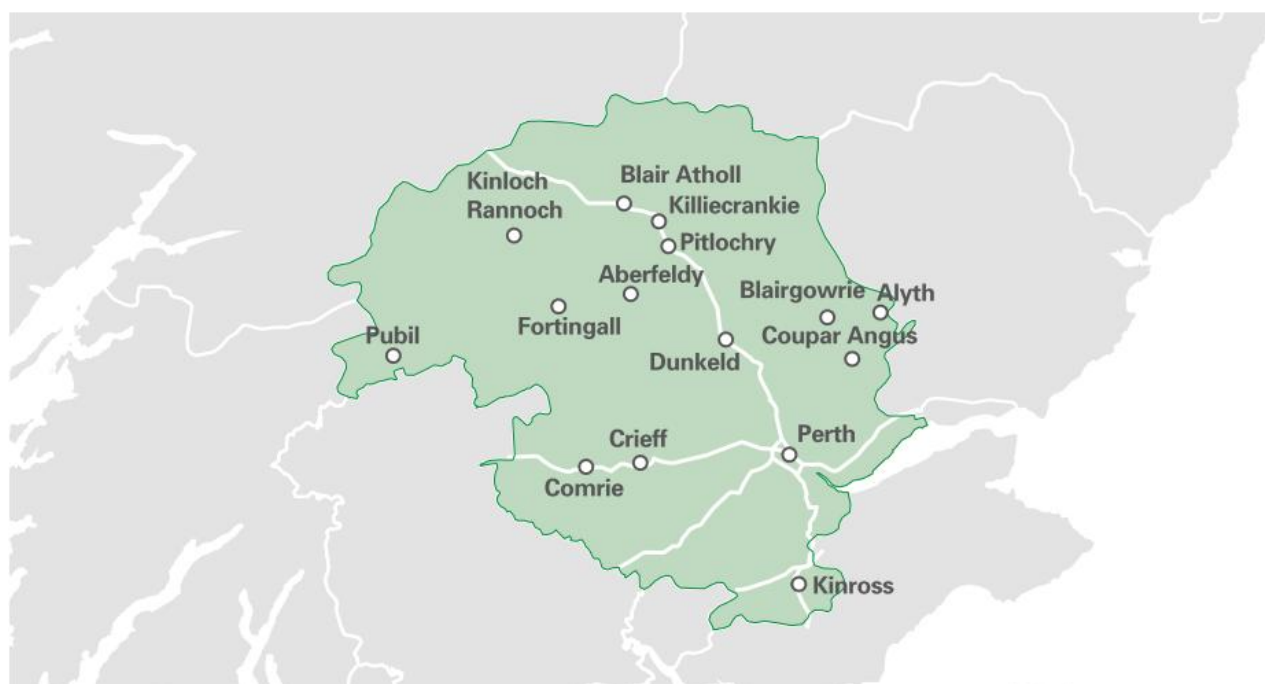 Blair Atholl
Kinloch
Rannoch
Killiecrankie
Pitlochry
Aberfeldy
Blairgowrie
Alyth
Fortingall
Pubil
Coupar Angus
Dunkeld
Perth
Crieff
Comrie
Kinross